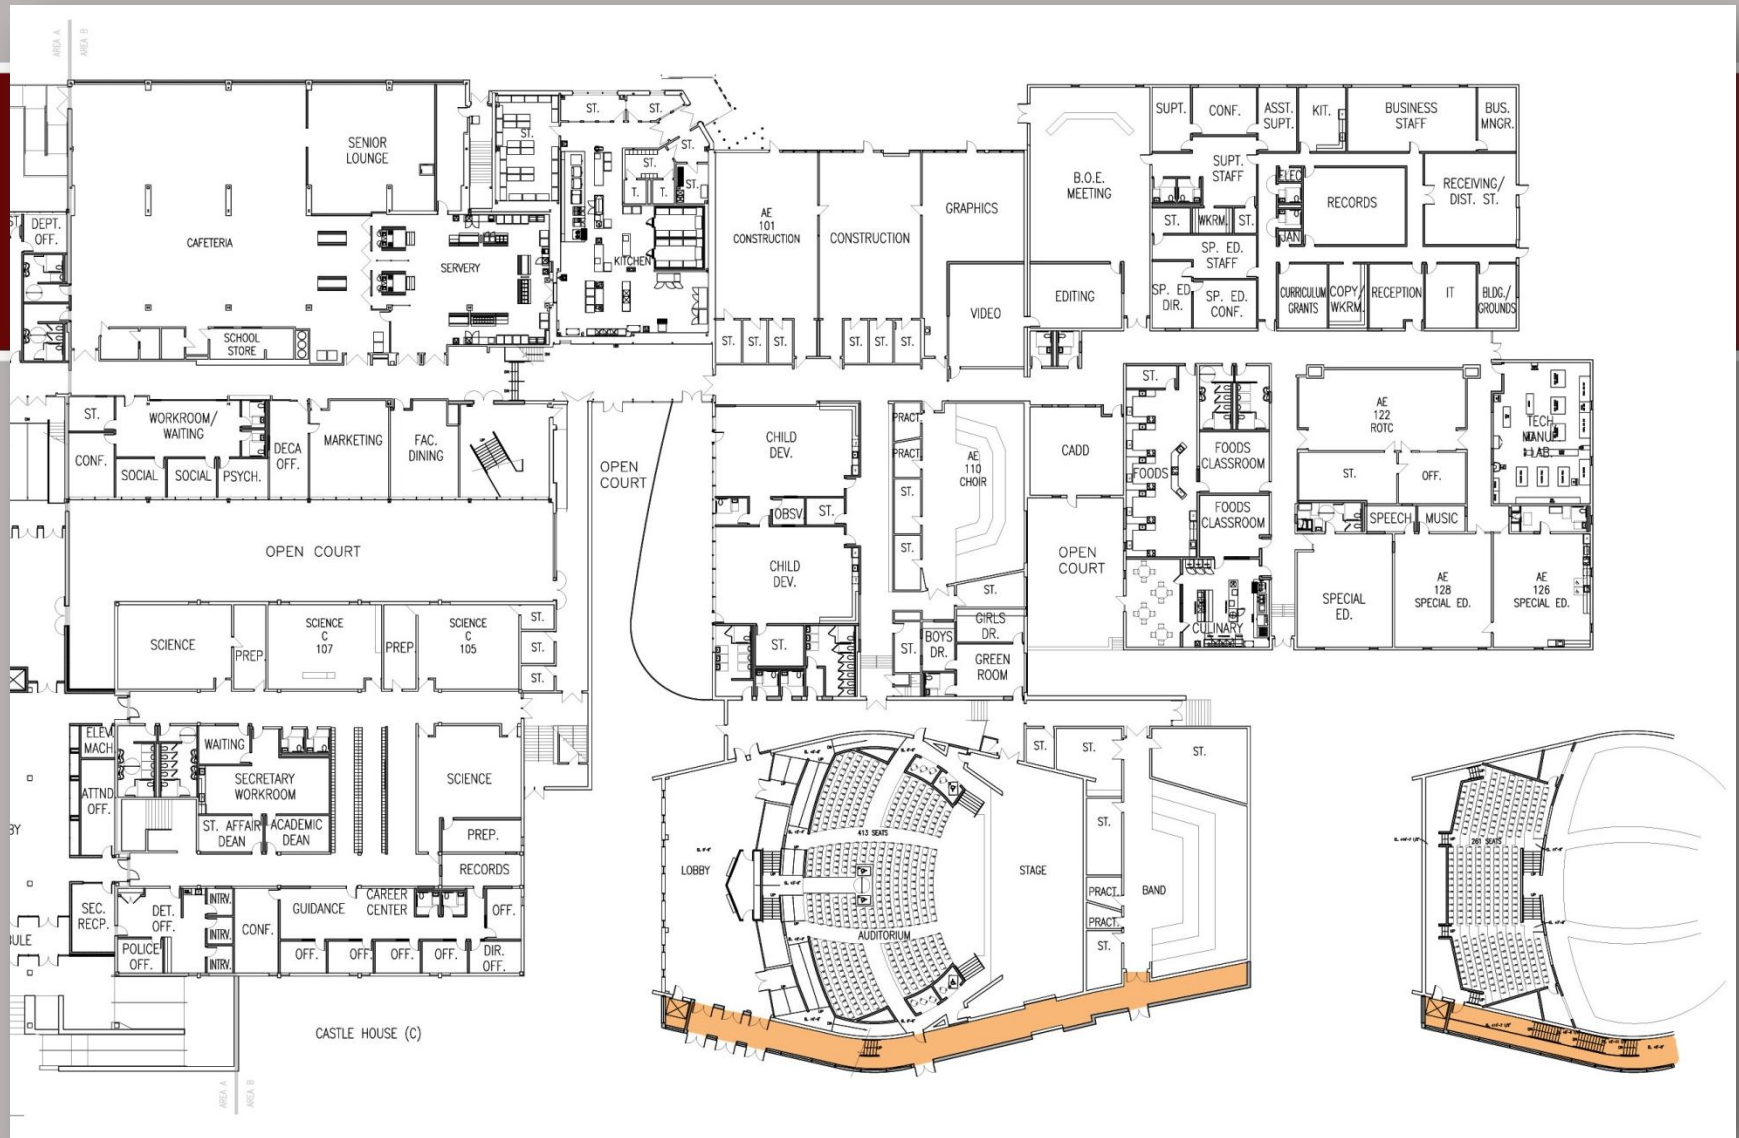 AREA A
AREA B
SENIOR
LOUNGE
CAFETERIA
SERVERY
DEPT.
OFF.
SCHOOL
STORE
ST.
ST.
ST.
ST.
ST.
ST.
T.
T.
KITCHEN
AE
101
CONSTRUCTION
CONSTRUCTION
GRAPHICS
VIDEO
ST.
ST.
ST.
ST.
ST.
ST.
B.O.E.
MEETING
EDITING
SUPT.
CONF.
ASST.
SUPT.
KIT.
BUSINESS
STAFF
BUS.
MNGR.
SUPT.
STAFF
ELEC
RECORDS
RECEIVING/
DIST. ST.
ST.
WKRM.
ST.
JAN
SP. ED.
STAFF
SP. ED.
DIR.
SP. ED.
CONF.
CURRICULUM
GRANTS
COPY/
WKRM.
RECEPTION
IT
BLDG./
GROUNDS
ST.
WORKROOM/
WAITING
CONF.
SOCIAL
SOCIAL
PSYCH.
DECA
OFF.
MARKETING
FAC.
DINING
UP
OPEN
COURT
OPEN COURT
CHILD
DEV.
OBSV.
ST.
CHILD
DEV.
ST.
PRACT.
PRACT.
ST.
ST.
AE
110
CHOIR
ST.
GIRLS
DR.
BOYS
DR.
ST.
GREEN
ROOM
CADD
OPEN
COURT
ST.
FOODS
FOODS
CLASSROOM
FOODS
CLASSROOM
CULINARY
AE
122
ROTC
ST.
OFF.
TECH.
MANUF.
LAB.
SPEECH
MUSIC
SPECIAL
ED.
AE
128
SPECIAL ED.
AE
126
SPECIAL ED.
SCIENCE
PREP.
SCIENCE
C
107
PREP.
SCIENCE
C
105
ST.
ST.
ST.
ELEV.
MACH.
ATTND.
OFF.
WAITING
SECRETARY
WORKROOM
ST. AFFAIR
DEAN
ACADEMIC
DEAN
SCIENCE
PREP.
RECORDS
SEC.
RECP.
DET.
OFF.
POLICE
OFF.
INTRV.
INTRV.
INTRV.
CONF.
GUIDANCE
CAREER
CENTER
OFF.
OFF.
OFF.
OFF.
OFF.
DIR.
OFF.
CASTLE HOUSE (C)
LOBBY
413 SEATS
AUDITORIUM
STAGE
ST.
ST.
ST.
ST.
PRACT.
PRACT.
ST.
BAND
261 SEATS
AREA A
AREA B